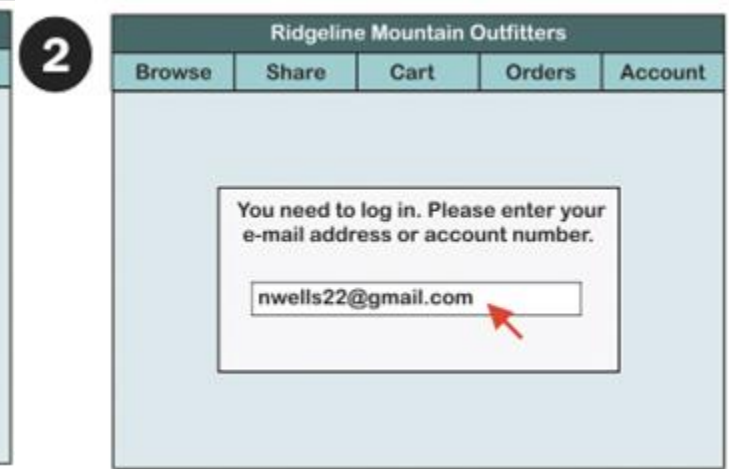 2
Ridgeline Mountain Outfitters
Browse Share Cart Orders Account
You need to log in. Please enter your
e-mail address or account number.
nwells22@gmail.com